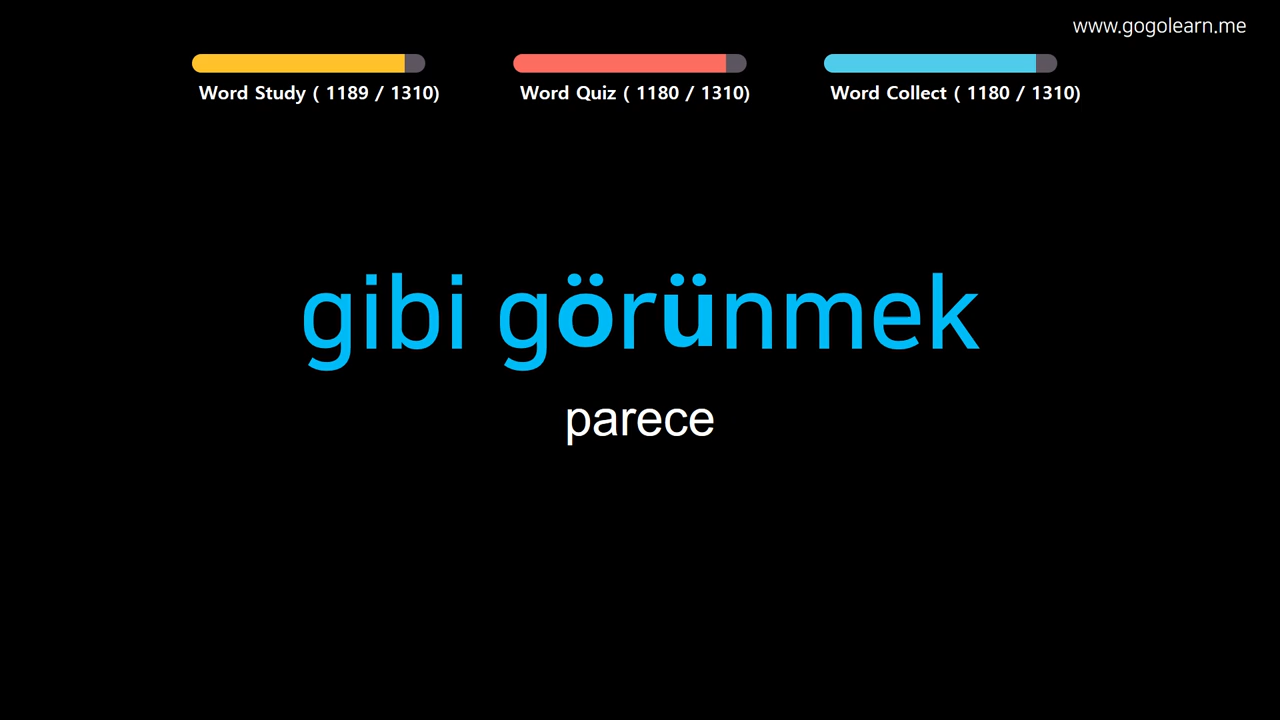 www.gogolearn.me
Word Study ( 1189 / 1310)
Word Quiz ( 1180 / 1310)
Word Collect ( 1180 / 1310)
gibi görünmek
parece